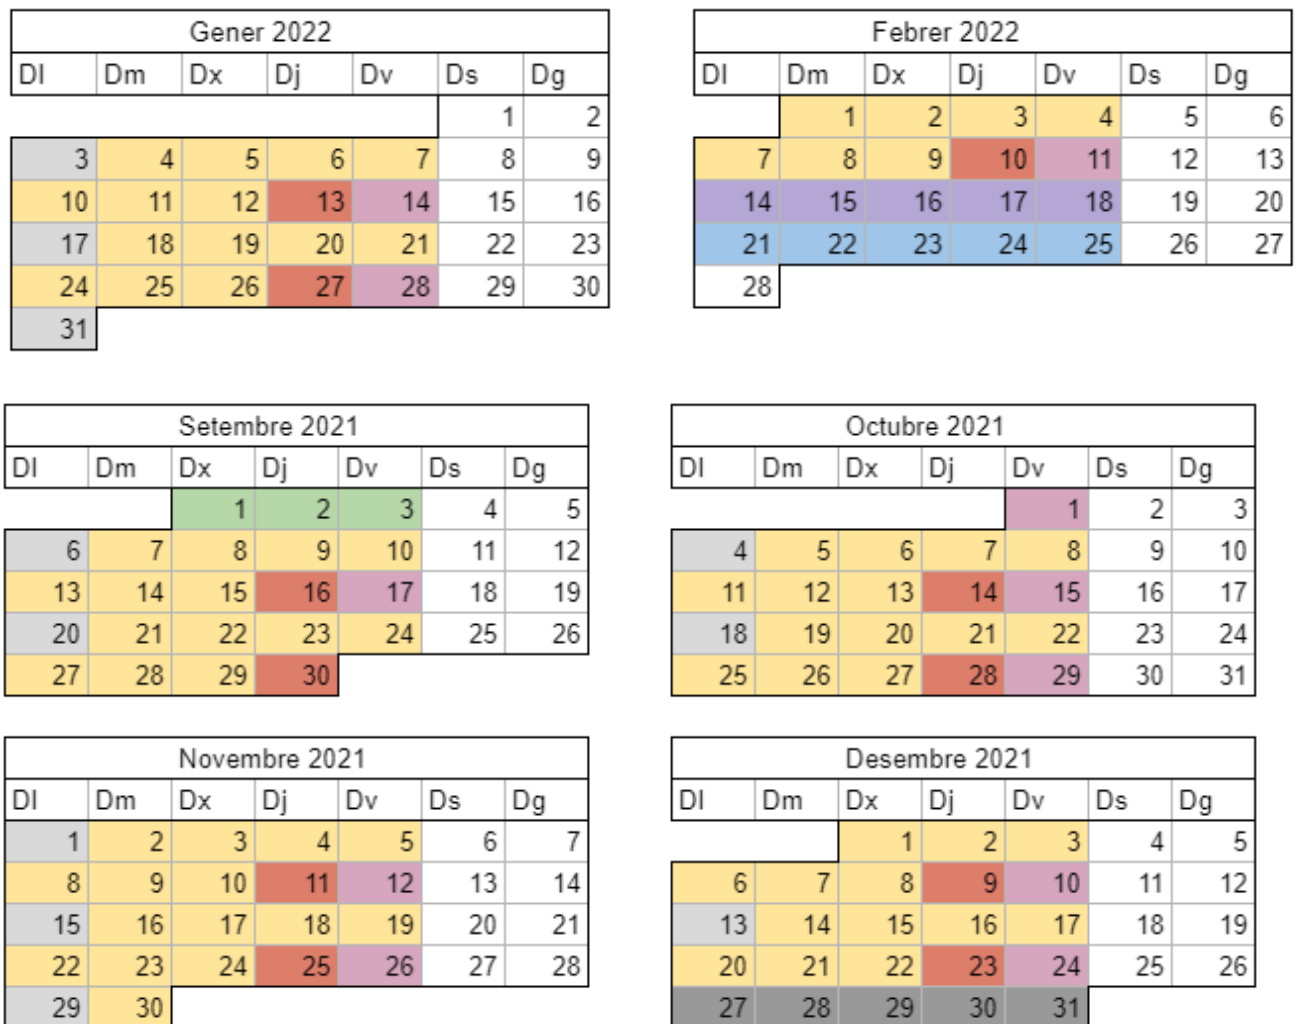 Gener 2022
Dl Dm Dx Dj Dv Ds Dg
1 2
3 4 5 6 7 8 9
10 11 12 13 14 15 16
17 18 19 20 21 22 23
24 25 26 27 28 29 30
31
Febrer 2022
Dl Dm Dx Dj Dv Ds Dg
1 2 3 4 5 6
7 8 9 10 11 12 13
14 15 16 17 18 19 20
21 22 23 24 25 26 27
28
Setembre 2021
Dl Dm Dx Dj Dv Ds Dg
1 2 3 4 5
6 7 8 9 10 11 12
13 14 15 16 17 18 19
20 21 22 23 24 25 26
27 28 29 30
Octubre 2021
Dl Dm Dx Dj Dv Ds Dg
1 2 3
4 5 6 7 8 9 10
11 12 13 14 15 16 17
18 19 20 21 22 23 24
25 26 27 28 29 30 31
Novembre 2021
Dl Dm Dx Dj Dv Ds Dg
1 2 3 4 5 6 7
8 9 10 11 12 13 14
15 16 17 18 19 20 21
22 23 24 25 26 27 28
29 30
Desembre 2021
Dl Dm Dx Dj Dv Ds Dg
1 2 3 4 5
6 7 8 9 10 11 12
13 14 15 16 17 18 19
20 21 22 23 24 25 26
27 28 29 30 31